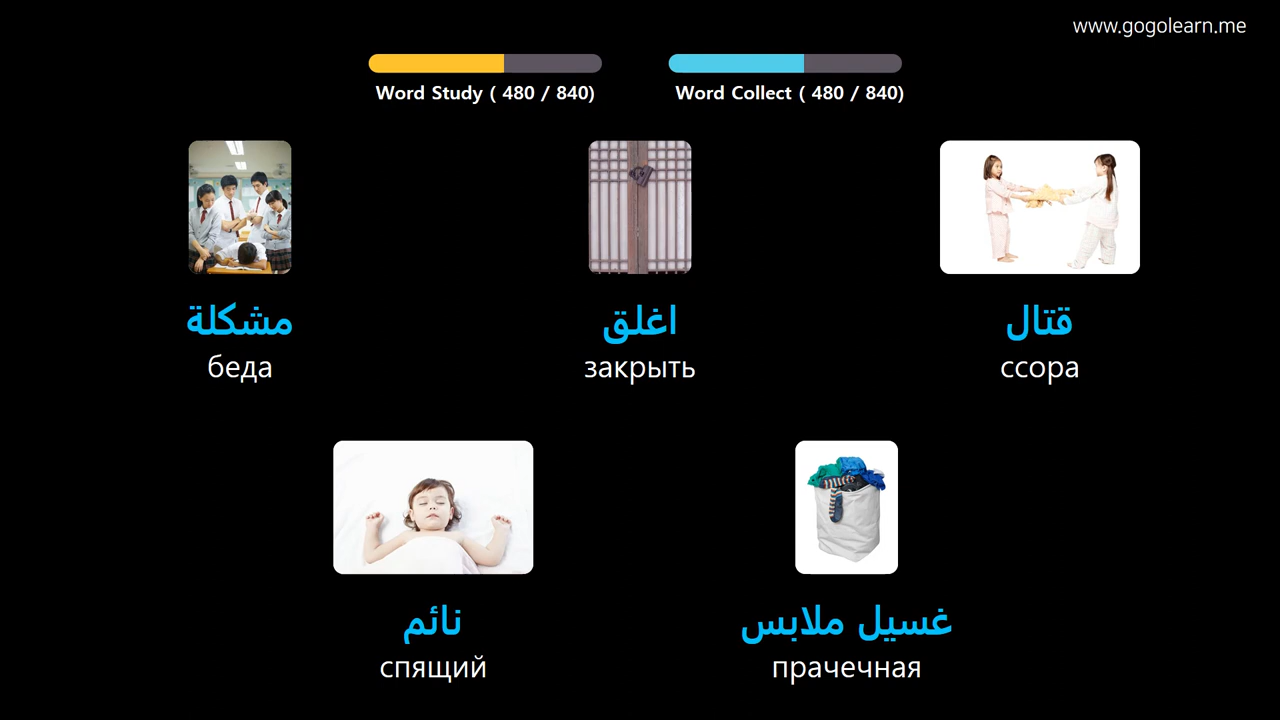 www.gogolearn.me
Word Study ( 480 / 840)
Word Collect ( 480 / 840)
مشكلة
беда
اغلق
закрыть
قتال
ссора
نائم
спящий
غسيل ملابس
прачечная